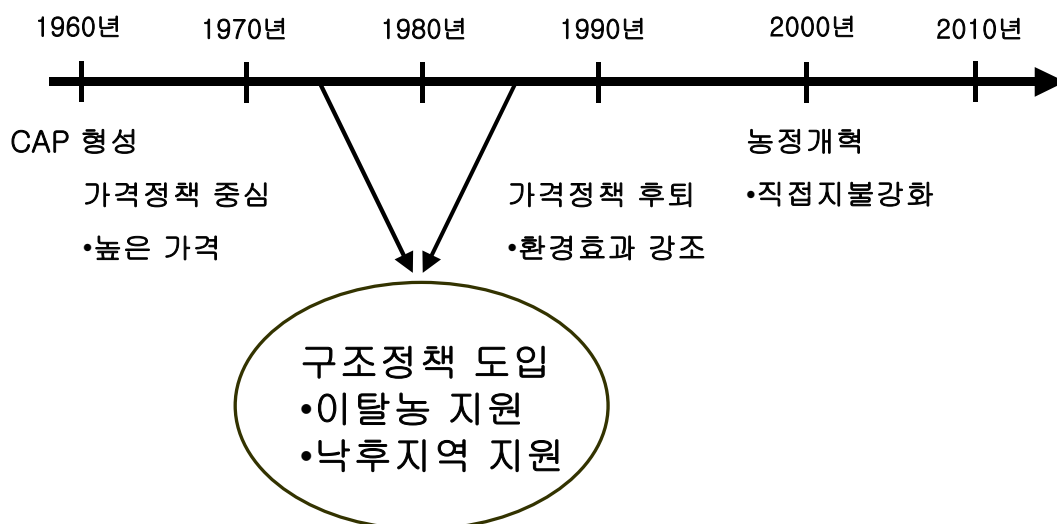 1960년 1970년 1980년 1990년 2000년 2010년
CAP 형성 농정개혁
가격정책 중심 가격정책 후퇴 •직접지불강화
•높은 가격 •환경효과 강조
구조정책 도입
•이탈농 지원
•낙후지역 지원